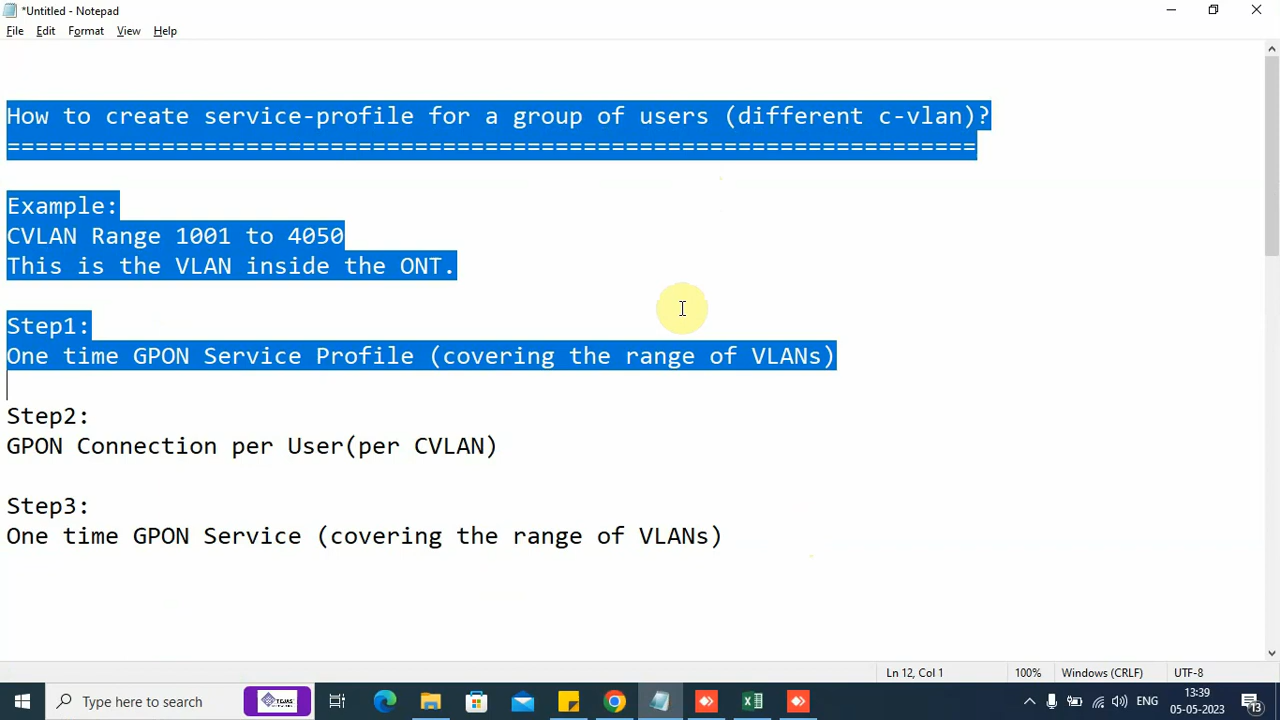 *Untitled - Notepad
File Edit Format View Help
How to create service-profile for a group of users (different c-vlan)?
=====================================================================
Example:
CVLAN Range 1001 to 4050
This is the VLAN inside the ONT.
Step1:
One time GPON Service Profile (covering the range of VLANs)
Step2:
GPON Connection per User(per CVLAN)
Step3:
One time GPON Service (covering the range of VLANs)
Ln 12, Col 1 100% Windows (CRLF) UTF-8
Type here to search
ENG
13:39
05-05-2023
13